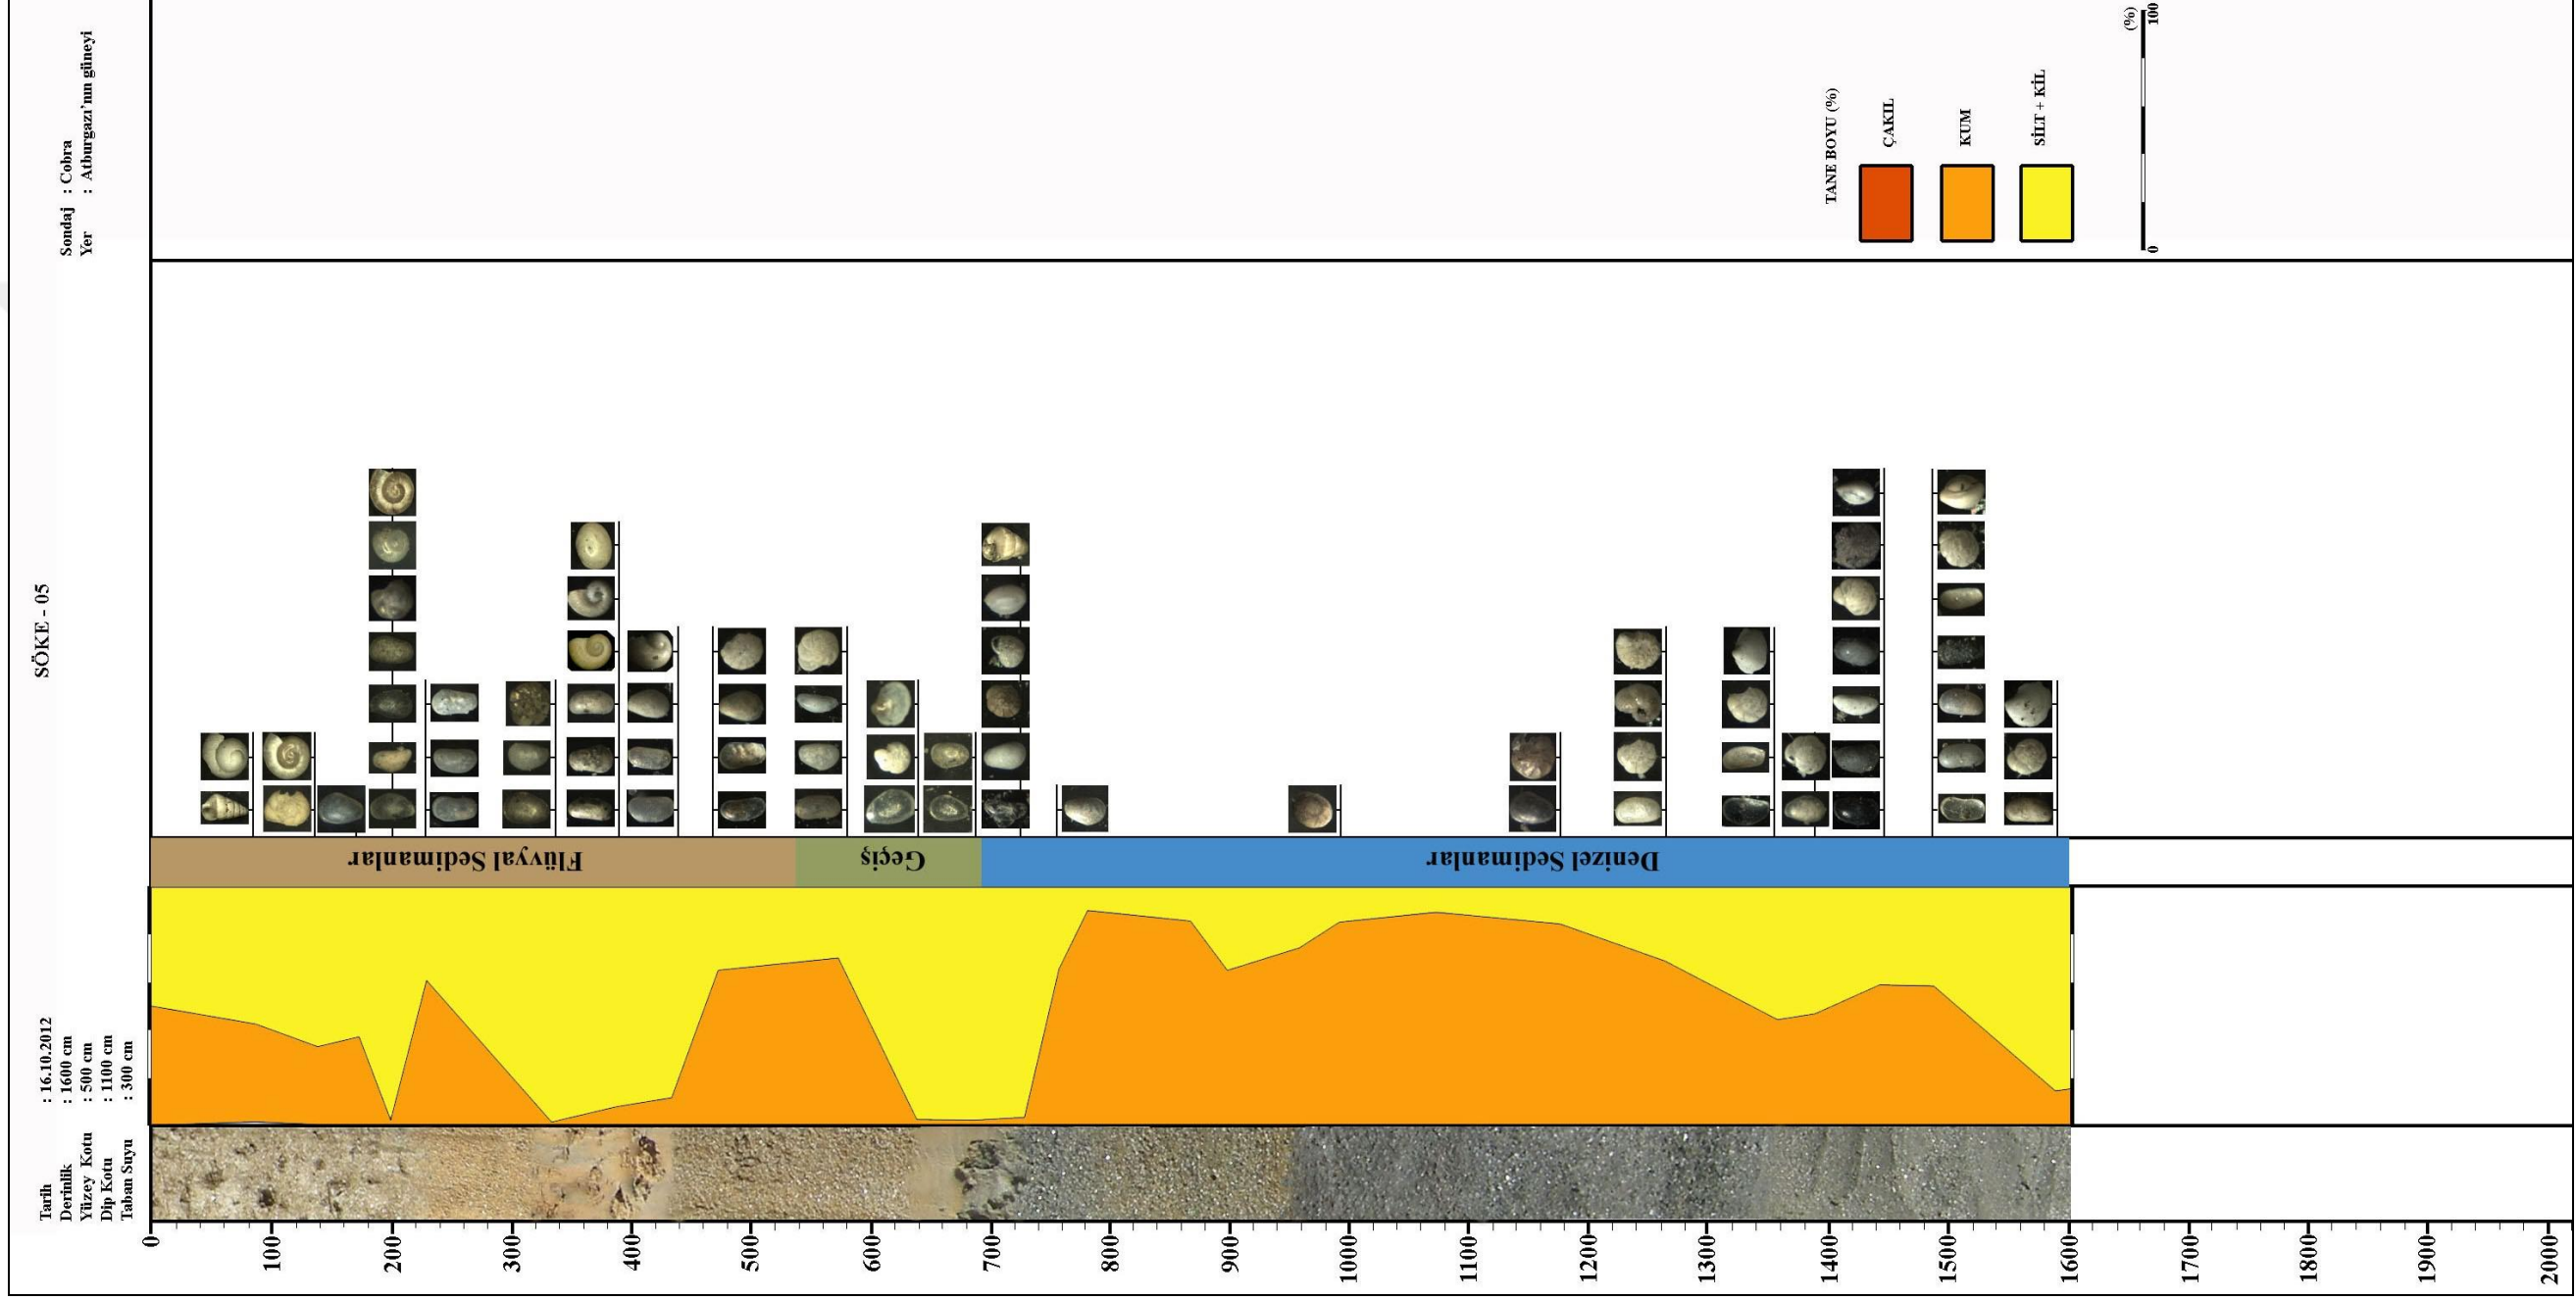 SÖKE - 05
Tarih : 16.10.2012
Derinlik : 1600 cm
Yüzey Kotu : 500 cm
Dip Kotu : 1100 cm
Taban Suyu : 300 cm
Sondaj : Cobra
Yer : Atburgazı'nın güneyi
Flüvyal Sedimanlar
Geçiş
Denizel Sedimanlar
TANE BOYU (%)
ÇAKIL
KUM
SİLT + KİL
(%)
0
100
0
100
200
300
400
500
600
700
800
900
1000
1100
1200
1300
1400
1500
1600
1700
1800
1900
2000